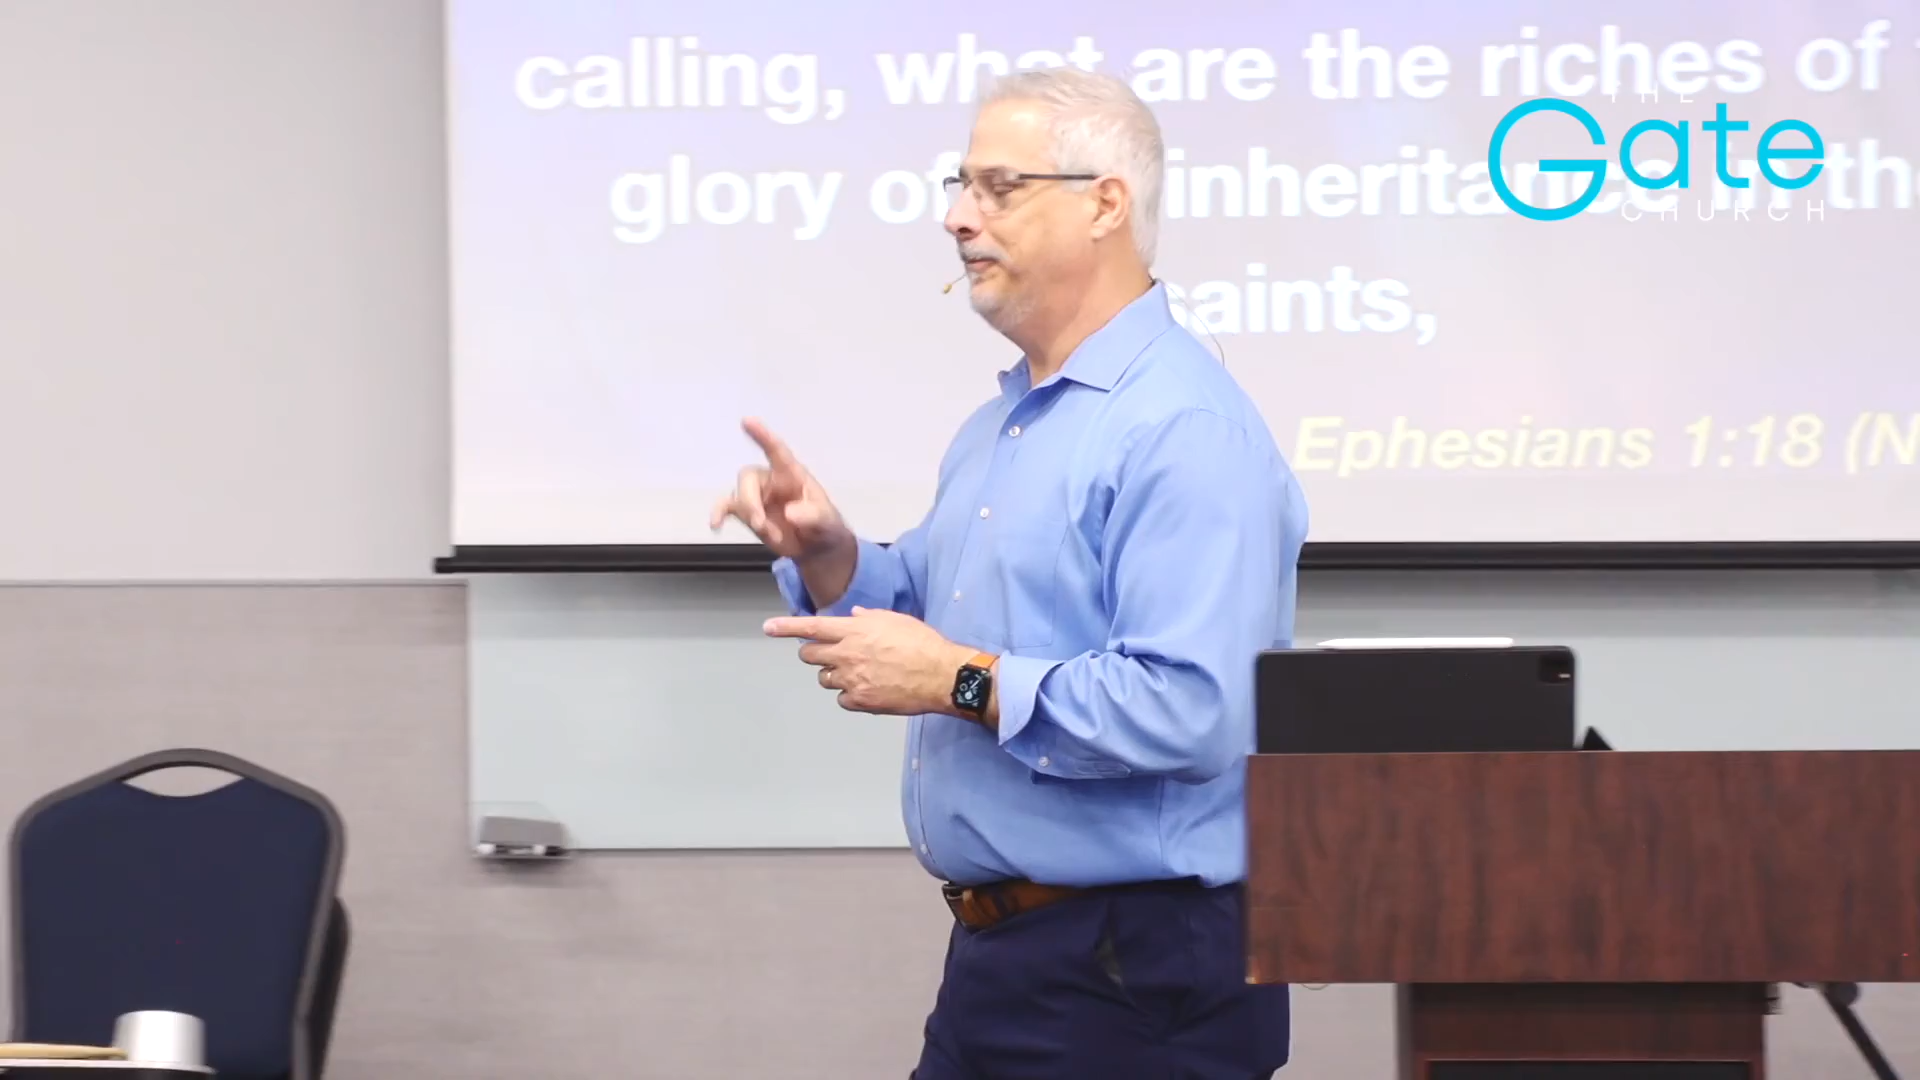 calling, what are the riches of
glory of inheritance in the
saints,
Ephesians 1:18 (N
THE
Gate
CHURCH